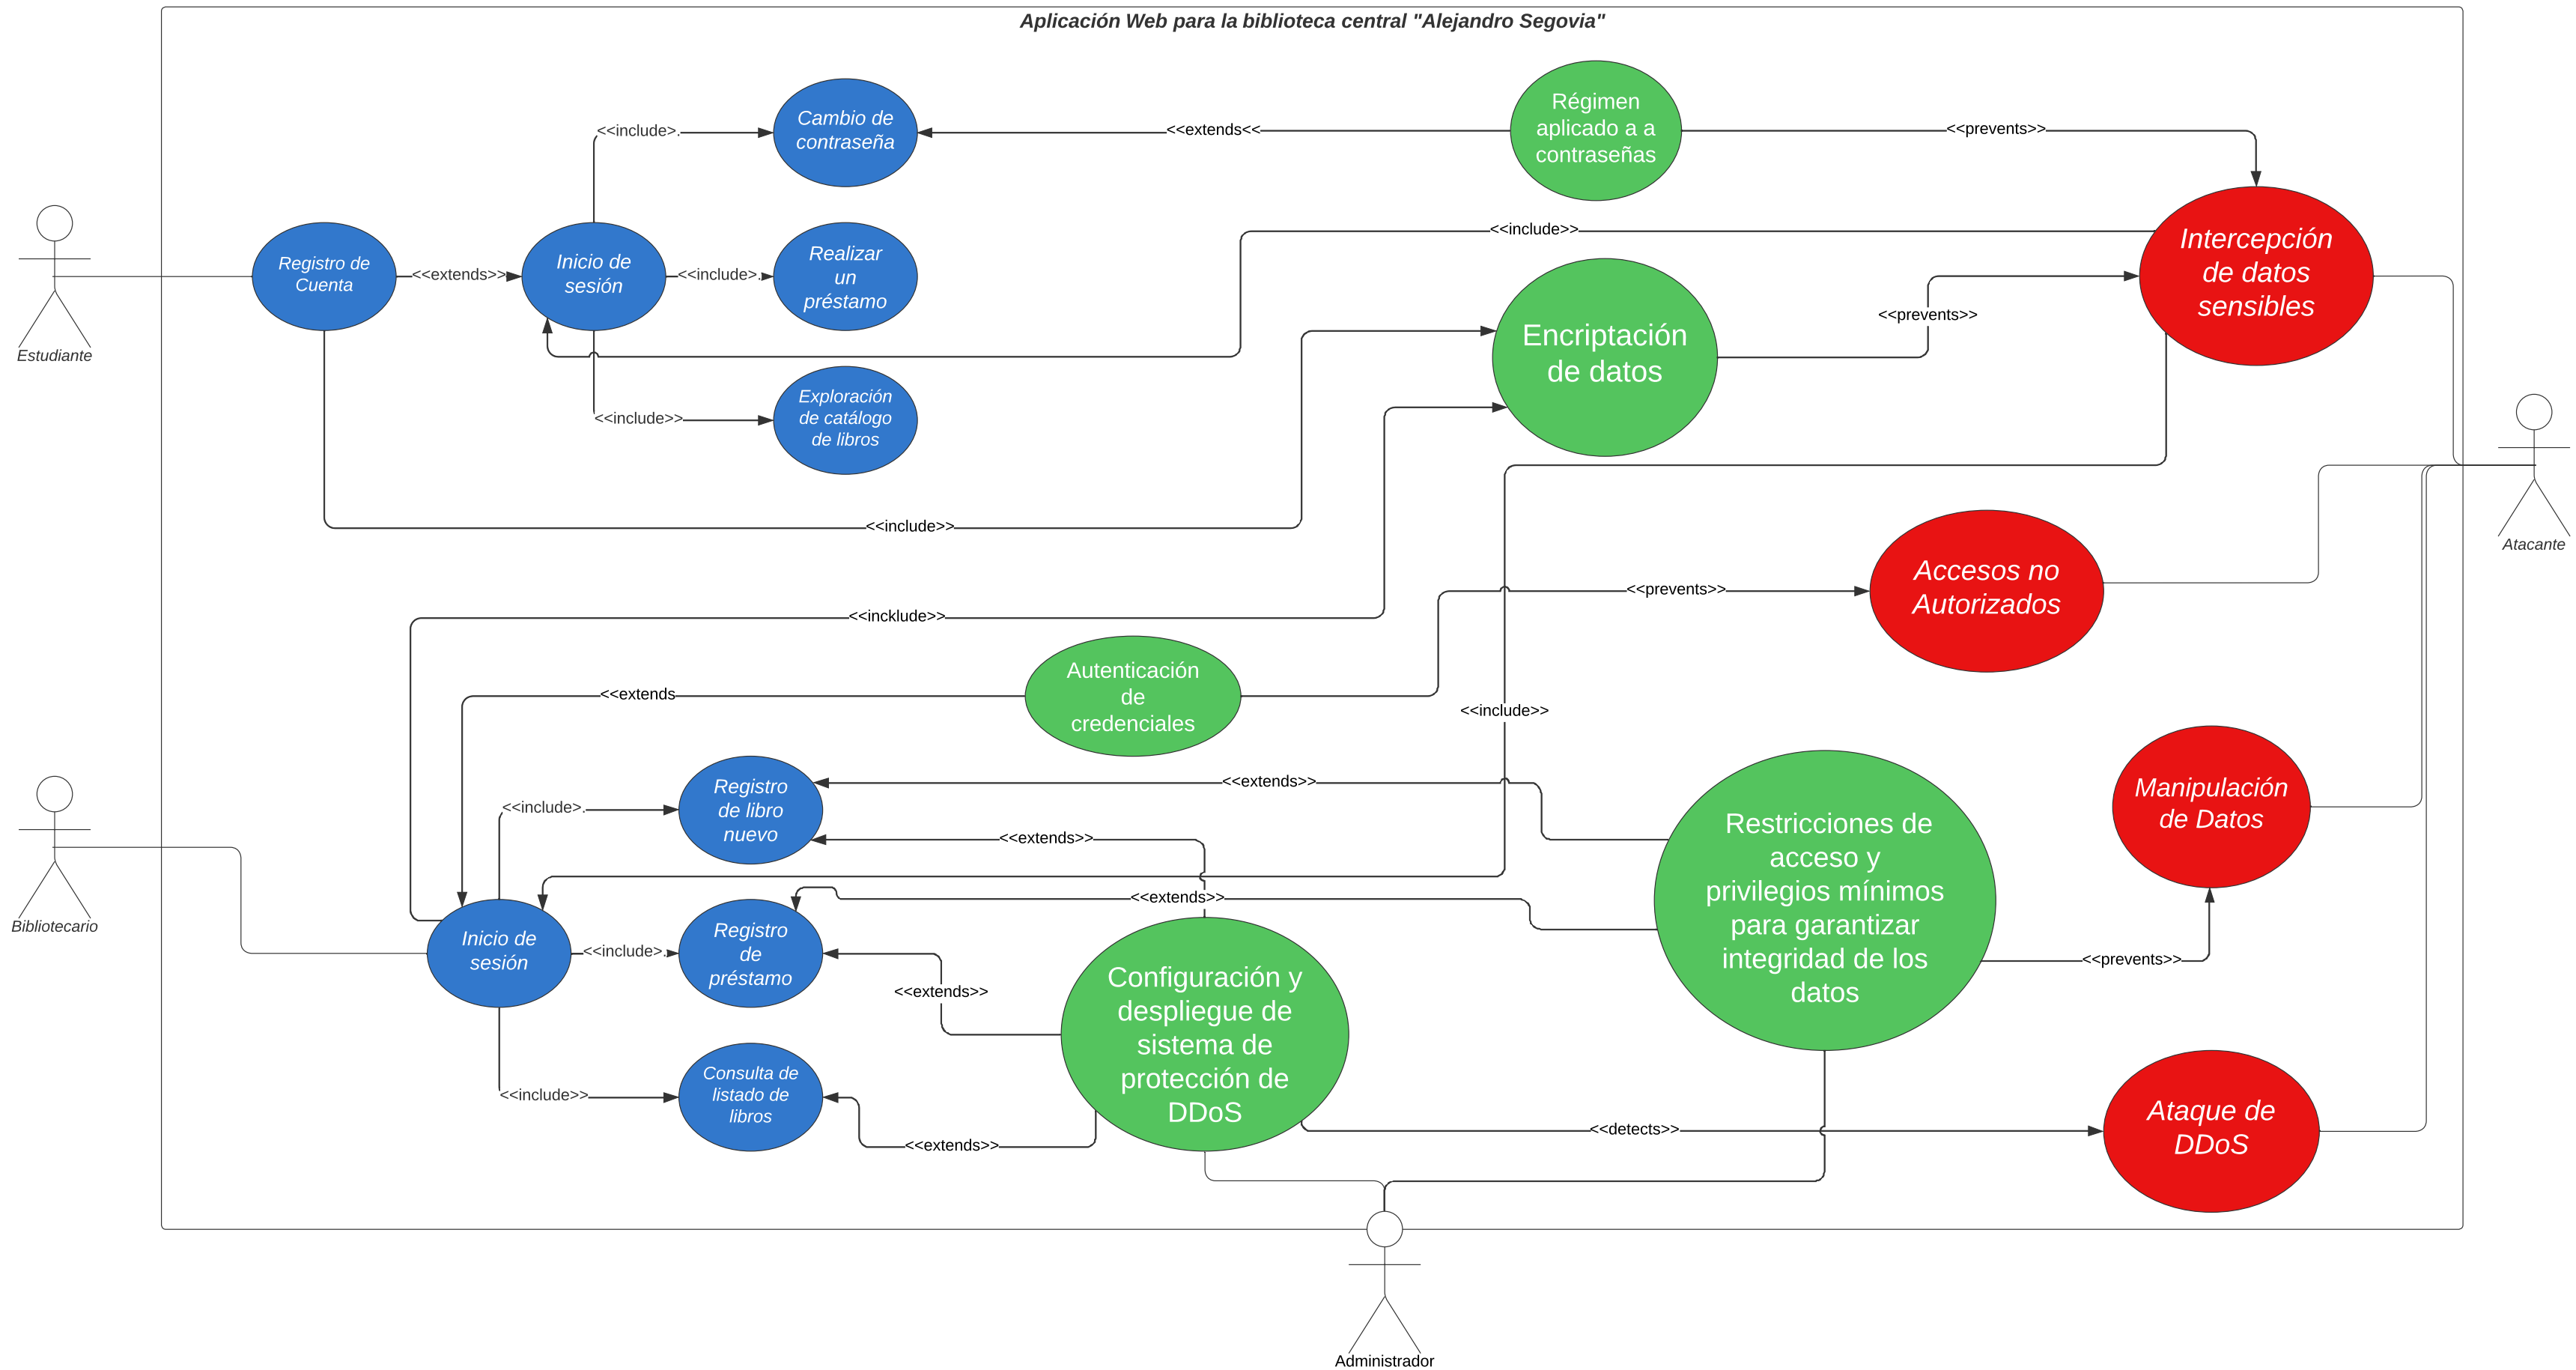 Aplicación Web para la biblioteca central "Alejandro Segovia"
Cambio de
contraseña
<<include>.
<<extends<<
Régimen
aplicado a a
contraseñas
<<prevents>>
Estudiante
Registro de
Cuenta
<<extends>>
Inicio de
sesión
<<include>.
Realizar
un
préstamo
<<include>>
Intercepción
de datos
sensibles
Encriptación
de datos
<<prevents>>
<<include>>
Exploración
de catálogo
de libros
<<include>>
Atacante
Accesos no
Autorizados
<<prevents>>
<<incklude>>
Autenticación
de
credenciales
<<extends
<<include>>
Bibliotecario
Registro
de libro
nuevo
<<include>.
<<extends>>
<<extends>>
Restricciones de
acceso y
privilegios mínimos
para garantizar
integridad de los
datos
Manipulación
de Datos
<<extends>>
Inicio de
sesión
<<include>.
Registro
de
préstamo
<<extends>>
<<prevents>>
Configuración y
despliegue de
sistema de
protección de
DDoS
<<include>>
Consulta de
listado de
libros
<<extends>>
<<detects>>
Ataque de
DDoS
Administrador